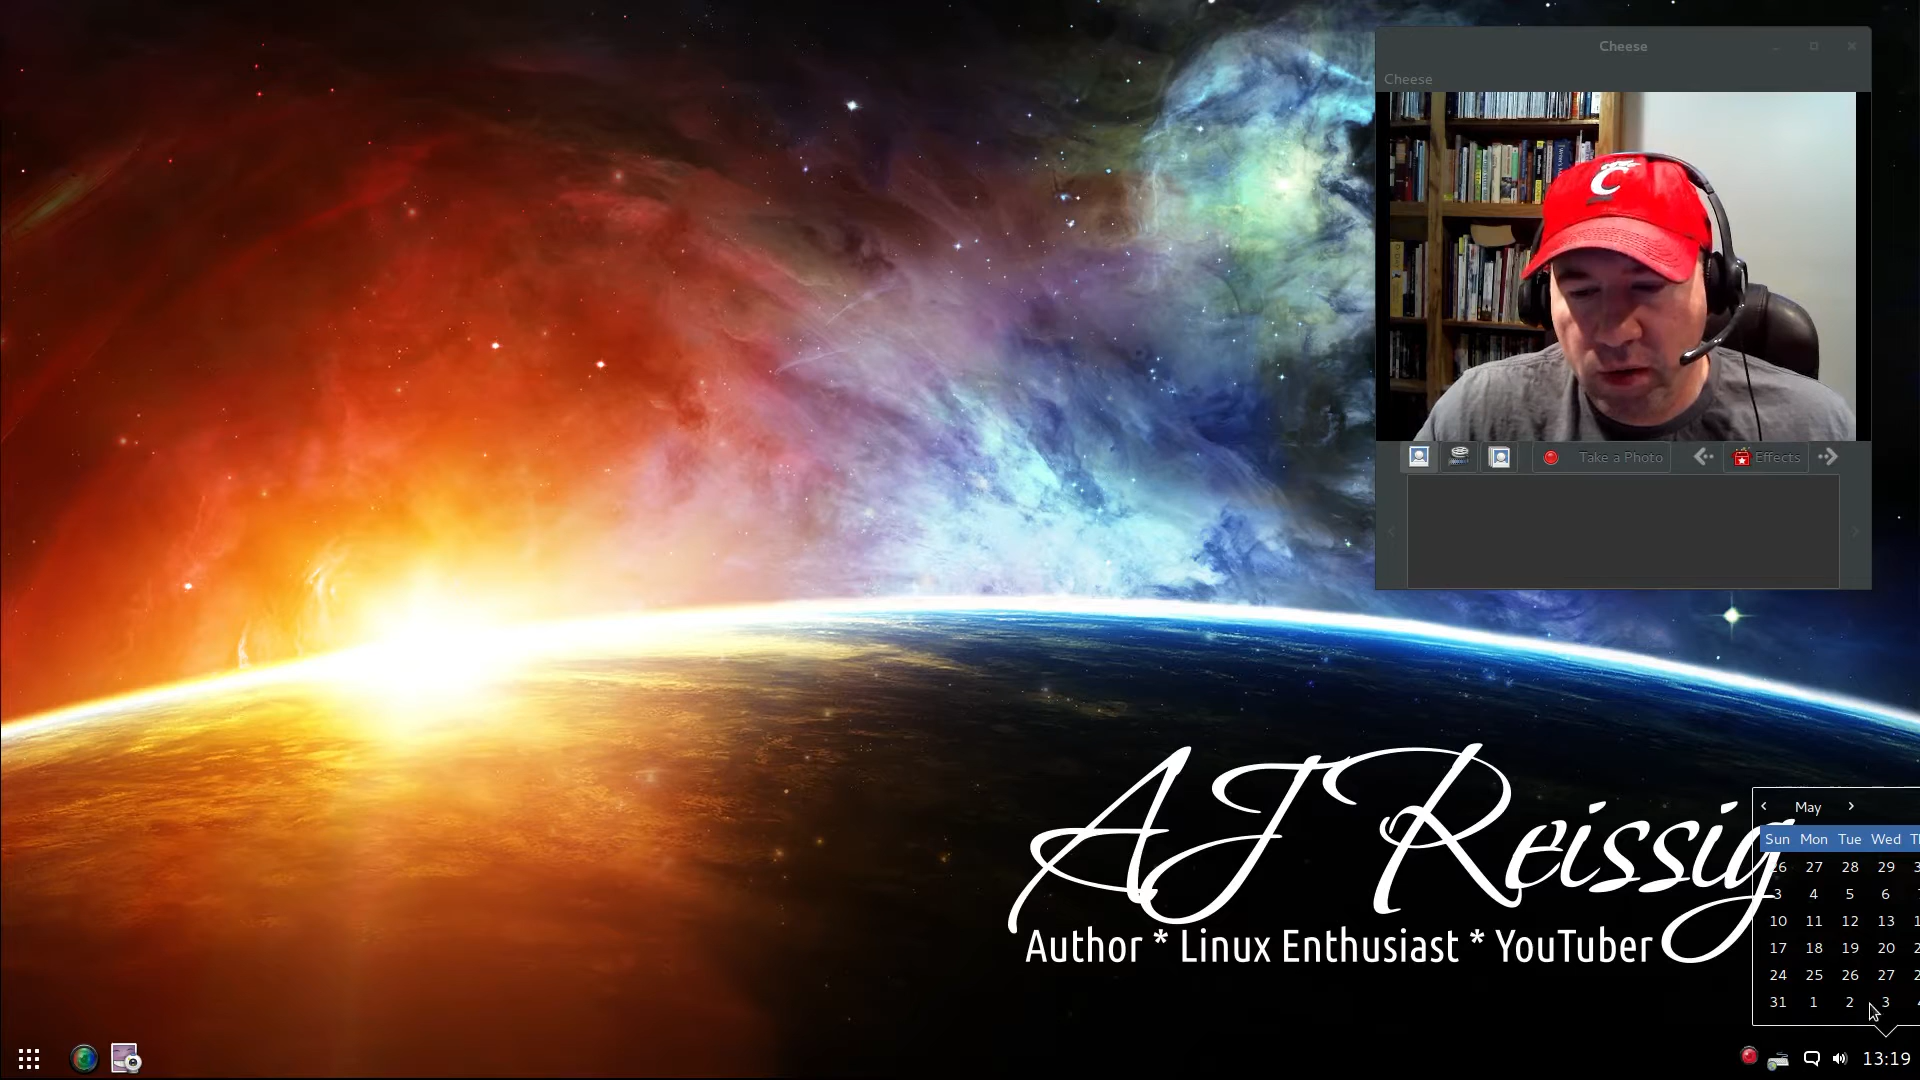 Cheese
Cheese
C
Take a Photo
Effects
AJ Reissig
Author * Linux Enthusiast * YouTuber
May
Sun Mon Tue Wed
26 27 28 29
3 4 5 6
10 11 12 13
17 18 19 20
24 25 26 27
31 1 2 3
13:19